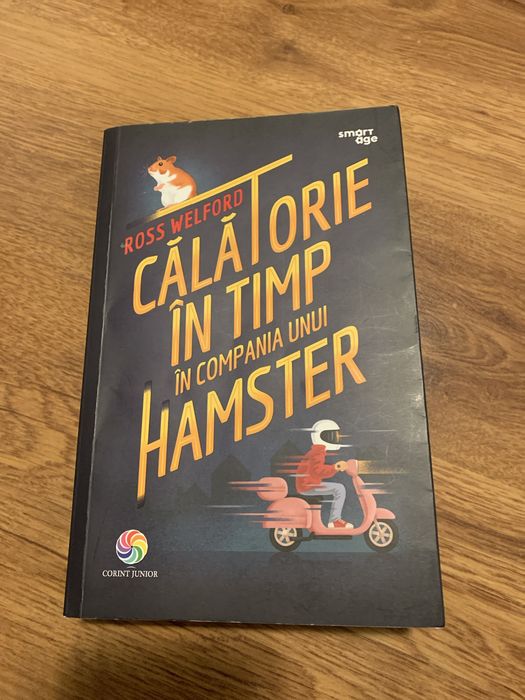 smart
age
ROSS WELFORD
CĂLĂTORIE
ÎN TIMP
ÎN COMPANIA UNUI
HAMSTER
CORINT JUNIOR